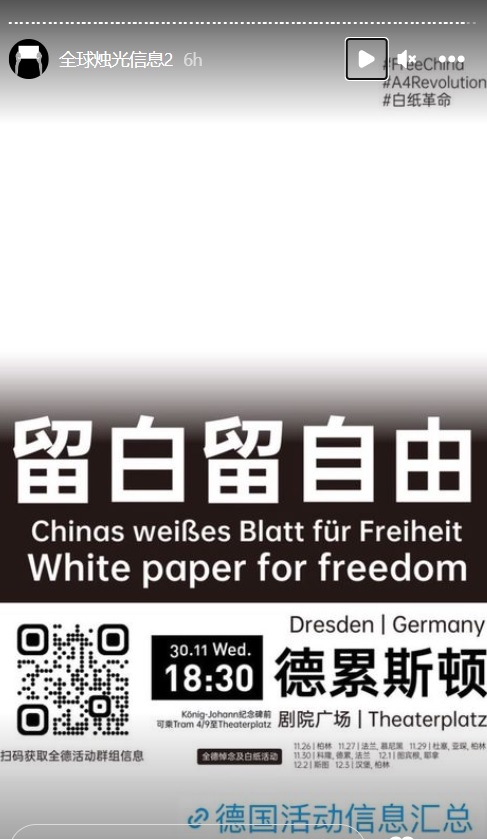 全球烛光信息2 6h
#FreeChina
#A4Revolution
#白纸革命
留白留自由
Chinas weißes Blatt für Freiheit
White paper for freedom
Dresden | Germany
30.11 Wed.
18:30
德累斯顿
König-Johann纪念碑前
可乘Tram 4/9至Theaterplatz
剧院广场 | Theaterplatz
扫码获取全德活动群组信息
全德悼念及白纸活动
11.26 | 柏林 11.27 | 法兰, 慕尼黑 11.29 | 杜塞, 亚琛, 柏林
11.30 | 科隆, 德累, 法兰 12.1 | 图宾根, 耶拿
12.2 | 斯图 12.3 | 汉堡, 柏林
德国活动信息汇总